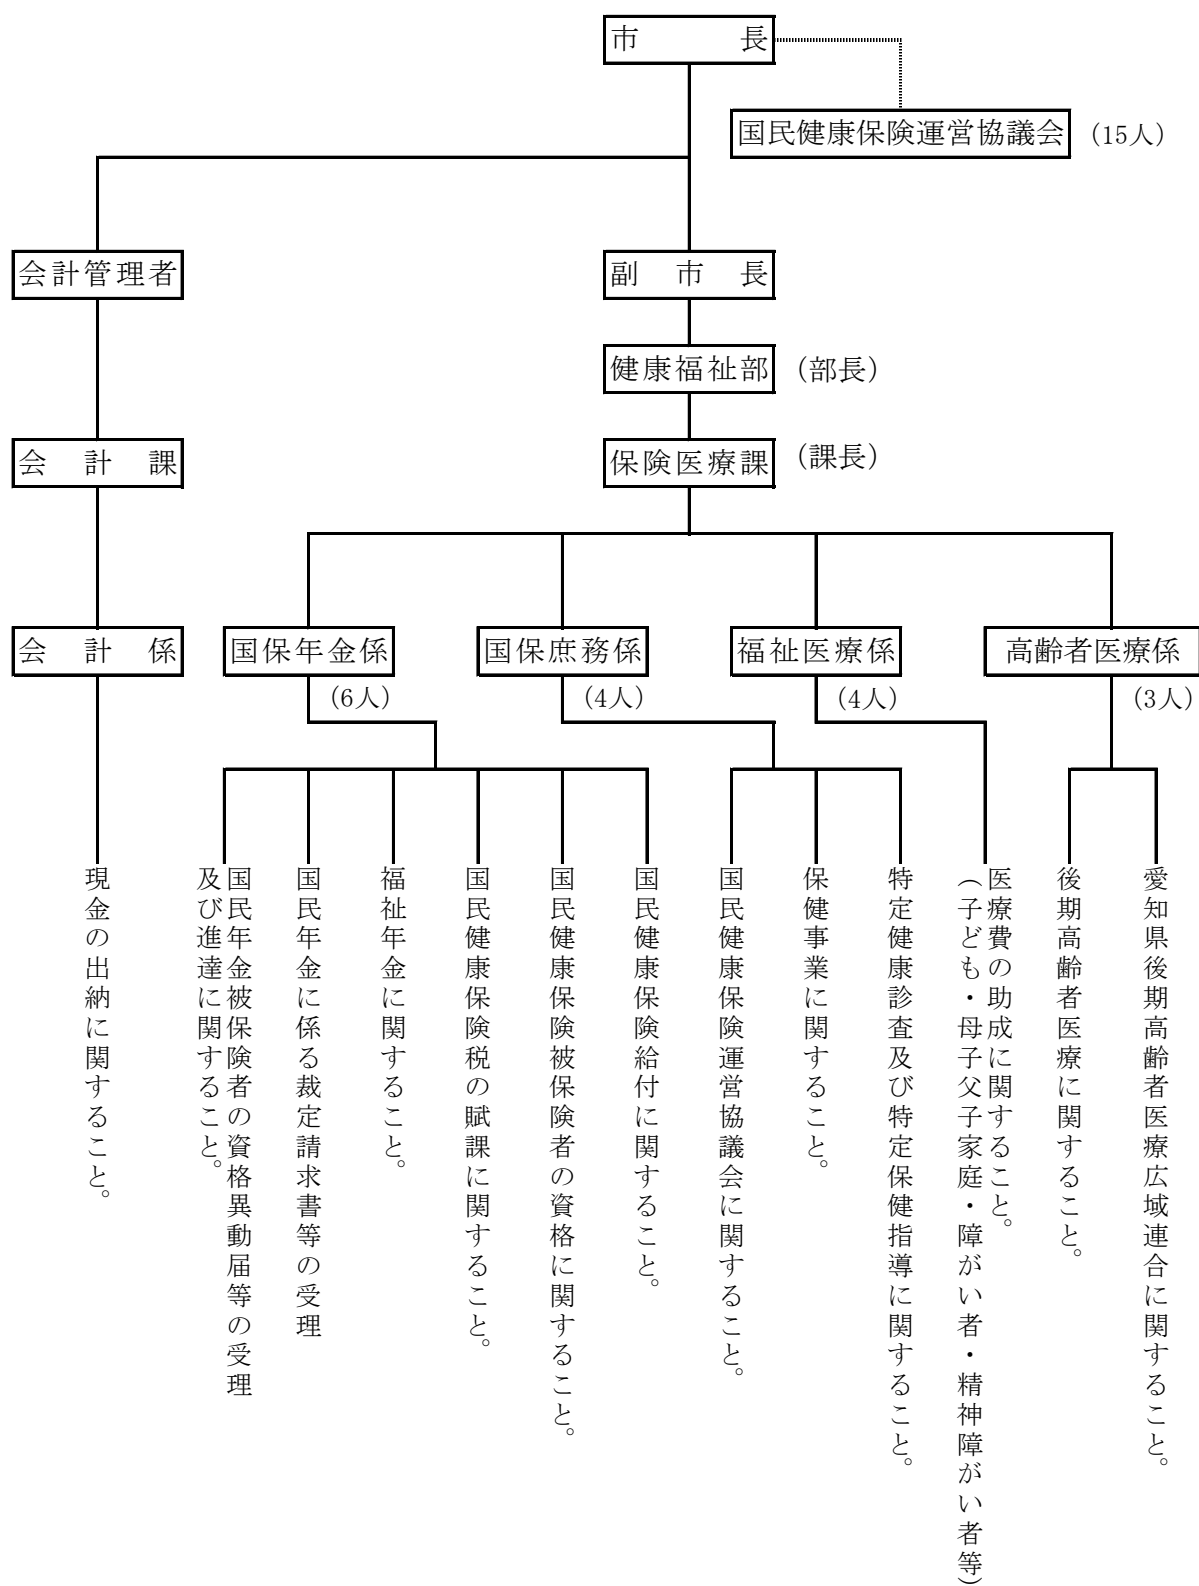 市長
国民健康保険運営協議会
(15人)
会計管理者
副市長
健康福祉部
(部長)
会計課
保険医療課
(課長)
会計係
国保年金係
(6人)
国保庶務係
(4人)
福祉医療係
(4人)
高齢者医療係
(3人)
現金の出納に関すること。
国民年金被保険者の資格異動届等の受理
及び進達に関すること。
国民年金に係る裁定請求書等の受理
福祉年金に関すること。
国民健康保険税の賦課に関すること。
国民健康保険被保険者の資格に関すること。
国民健康保険給付に関すること。
国民健康保険運営協議会に関すること。
保健事業に関すること。
特定健康診査及び特定保健指導に関すること。
医療費の助成に関すること。
(子ども・母子父子家庭・障がい者・精神障がい者等)
後期高齢者医療に関すること。
愛知県後期高齢者医療広域連合に関すること。